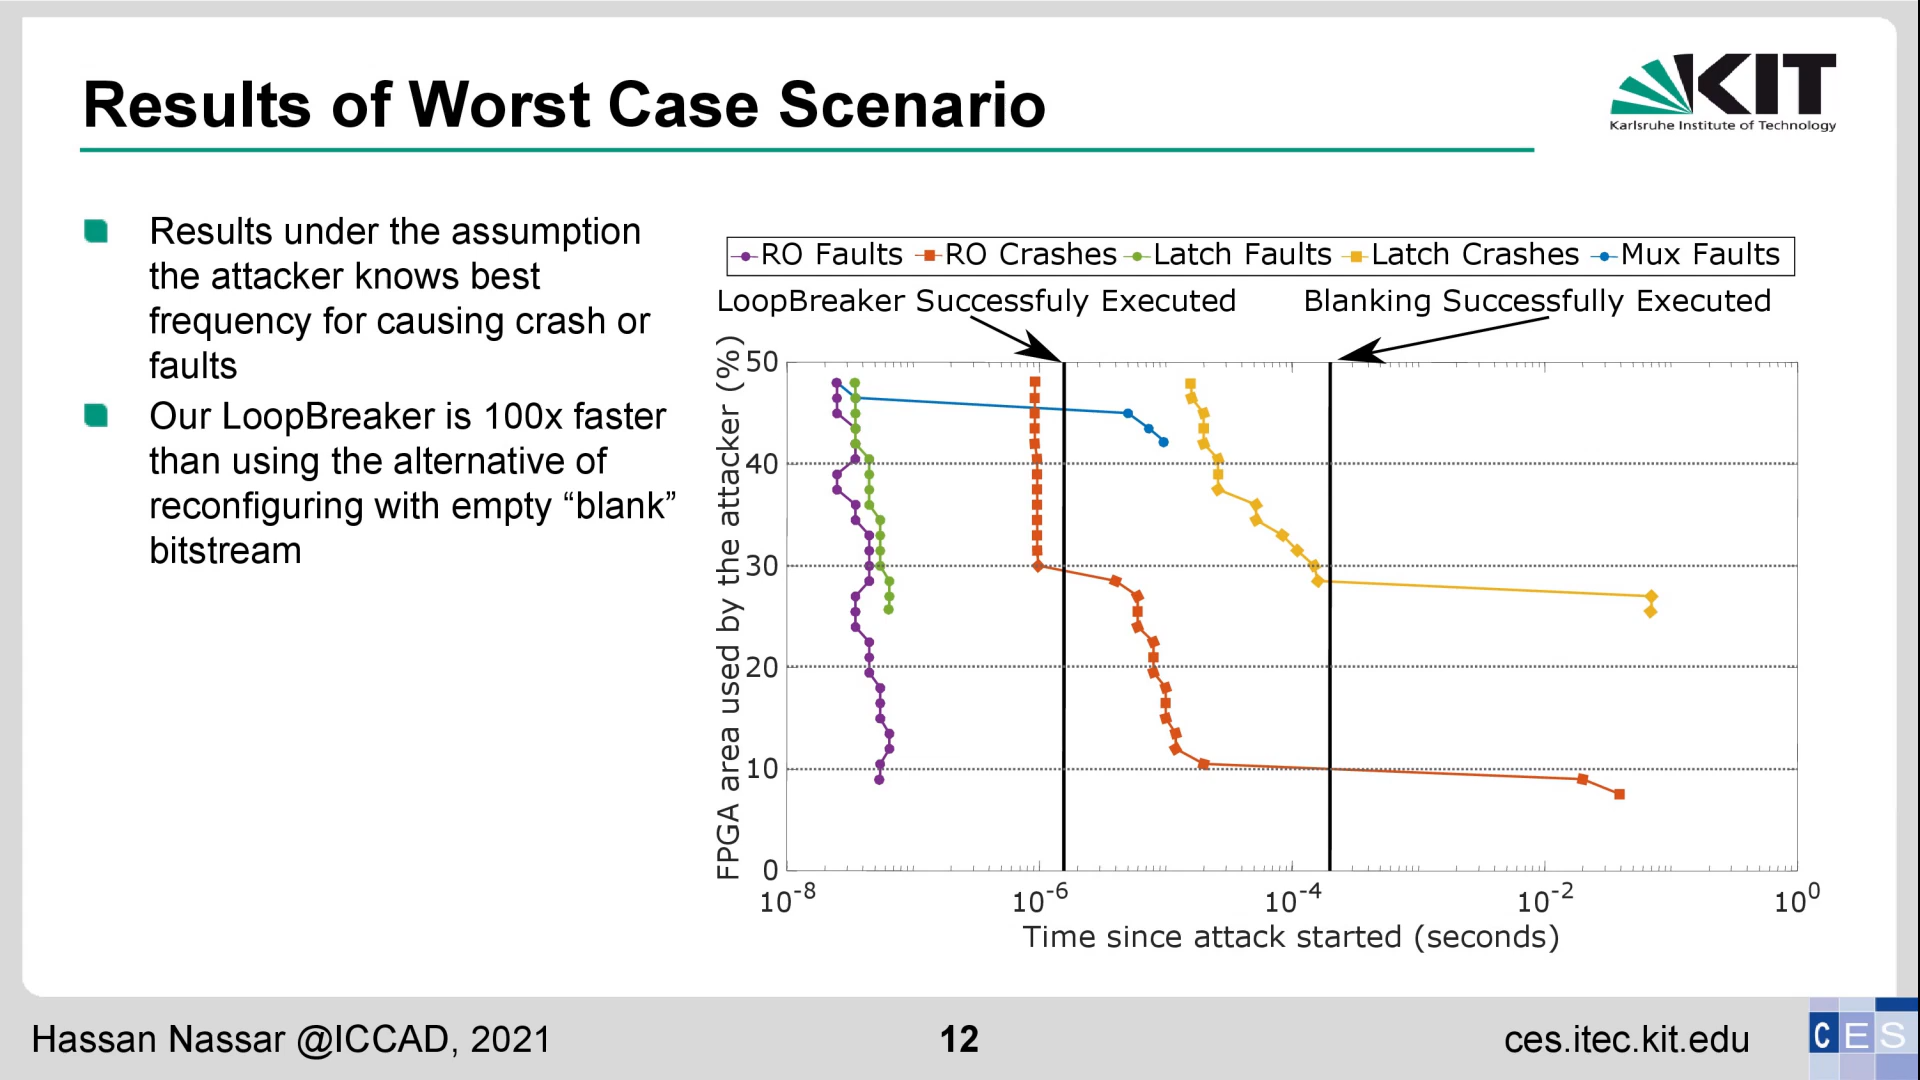 Results of Worst Case Scenario
KIT
Karlsruhe Institute of Technology
Results under the assumption
the attacker knows best
frequency for causing crash or
faults
Our LoopBreaker is 100x faster
than using the alternative of
reconfiguring with empty “blank”
bitstream
RO Faults RO Crashes Latch Faults Latch Crashes Mux Faults
LoopBreaker Successfuly Executed Blanking Successfully Executed
FPGA area used by the attacker (%)
50
40
30
20
10
0
10^-8 10^-6 10^-4 10^-2 10^0
Time since attack started (seconds)
Hassan Nassar @ICCAD, 2021 12 ces.itec.kit.edu CES